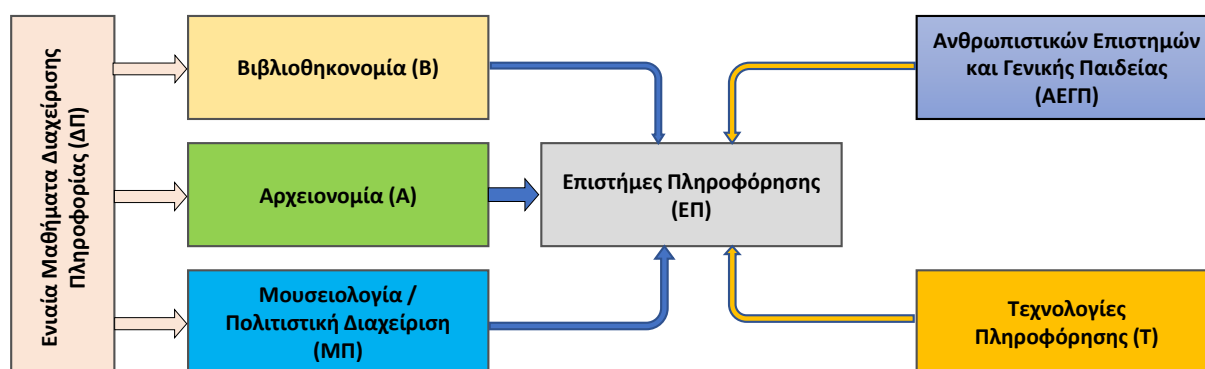 Ενιαία Μαθήματα Διαχείρισης
Πληροφορίας (ΔΠ)
Βιβλιοθηκονομία (Β)
Αρχειονομία (Α)
Μουσειολογία /
Πολιτιστική Διαχείριση
(ΜΠ)
Επιστήμες Πληροφόρησης
(ΕΠ)
Ανθρωπιστικών Επιστημών
και Γενικής Παιδείας
(ΑΕΓΠ)
Τεχνολογίες
Πληροφόρησης (Τ)